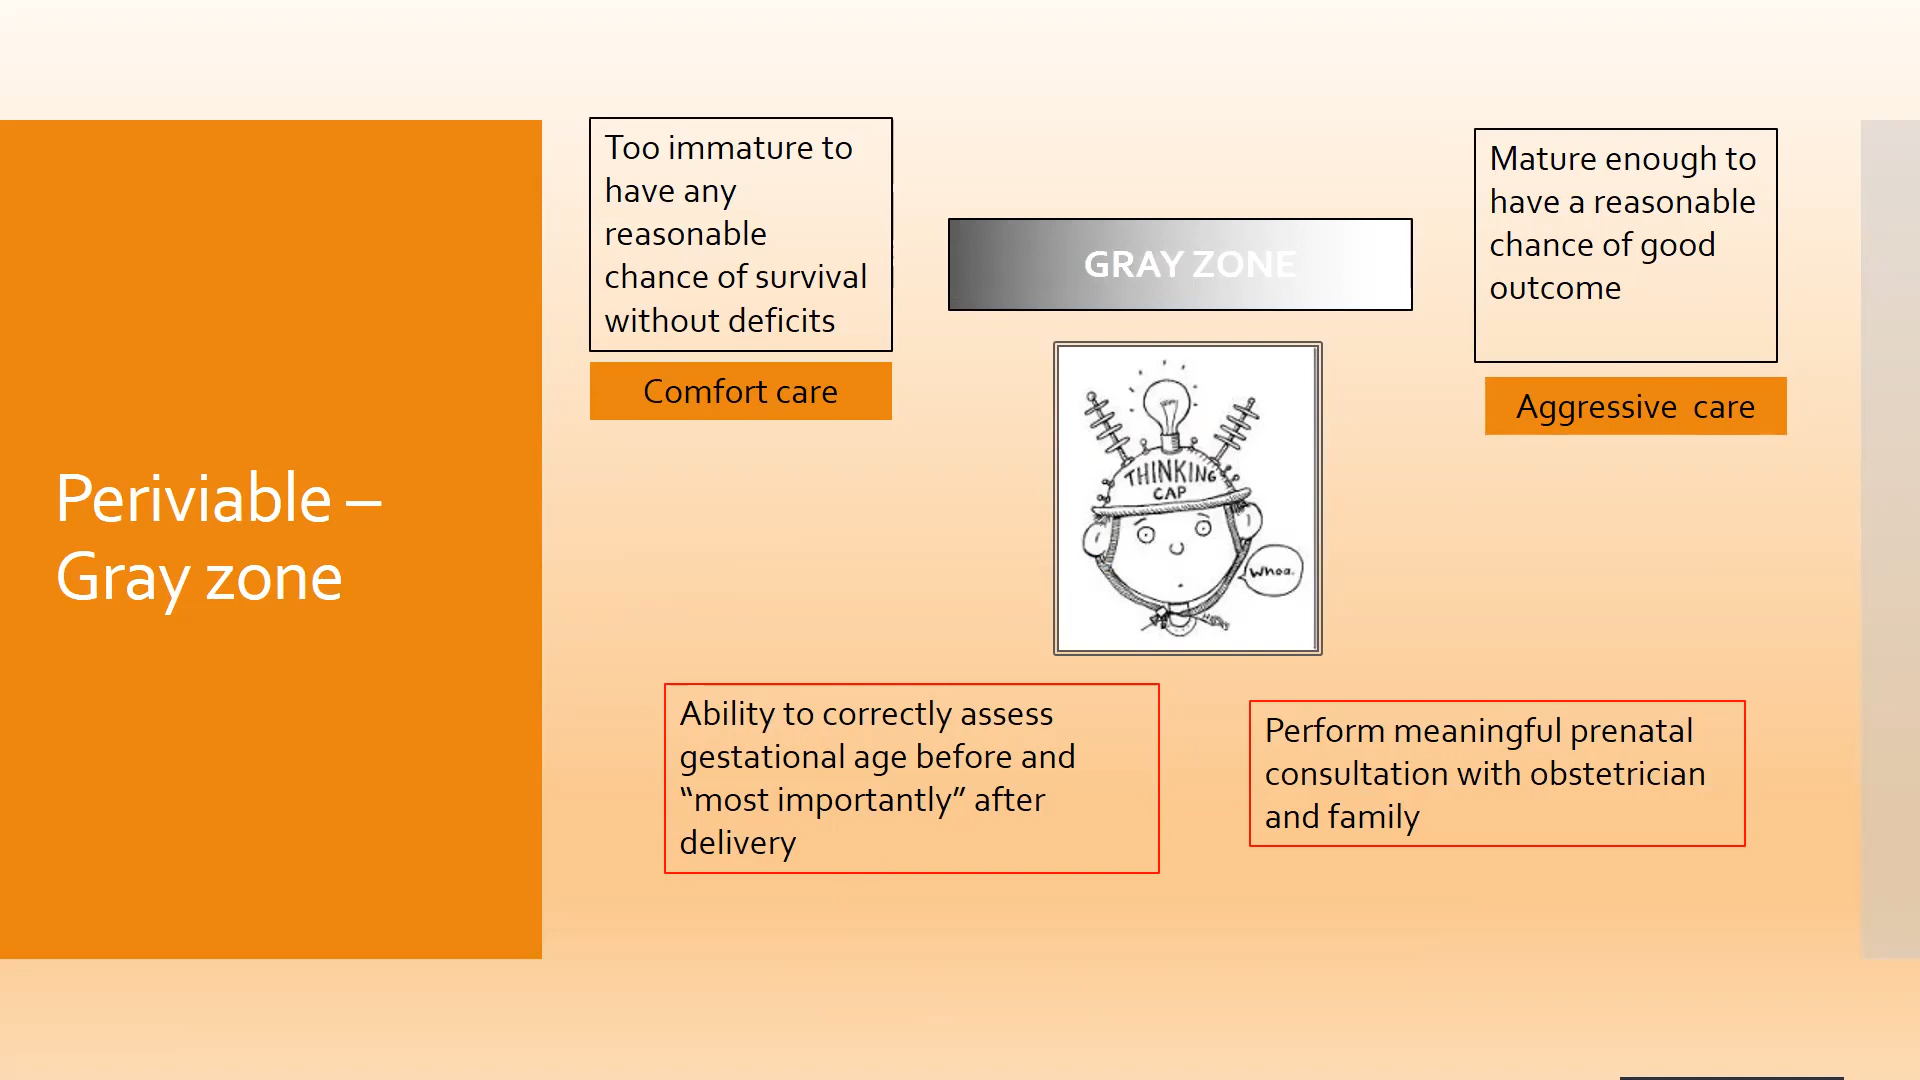 Periviable –
Gray zone
Too immature to
have any
reasonable
chance of survival
without deficits
Comfort care
GRAY ZONE
Mature enough to
have a reasonable
chance of good
outcome
Aggressive care
THINKING
CAP
Whoa.
Ability to correctly assess
gestational age before and
“most importantly” after
delivery
Perform meaningful prenatal
consultation with obstetrician
and family